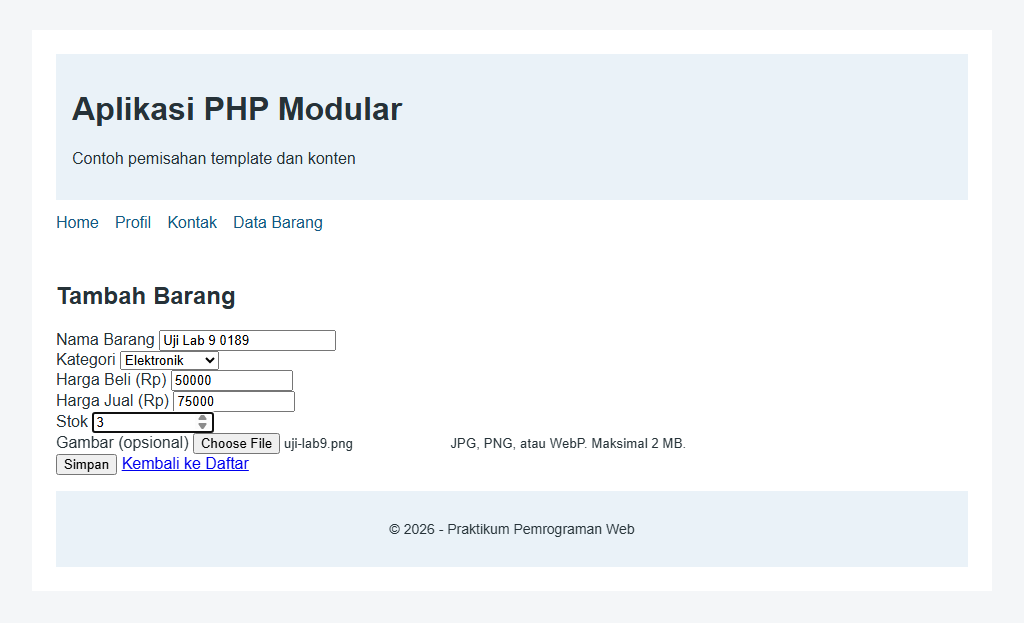 Aplikasi PHP Modular
Contoh pemisahan template dan konten
Home Profil Kontak Data Barang
Tambah Barang
Nama Barang Uji Lab 9 0189
Kategori Elektronik
Harga Beli (Rp) 50000
Harga Jual (Rp) 75000
Stok 3
Gambar (opsional) Choose File uji-lab9.png JPG, PNG, atau WebP. Maksimal 2 MB.
Simpan Kembali ke Daftar
© 2026 - Praktikum Pemrograman Web